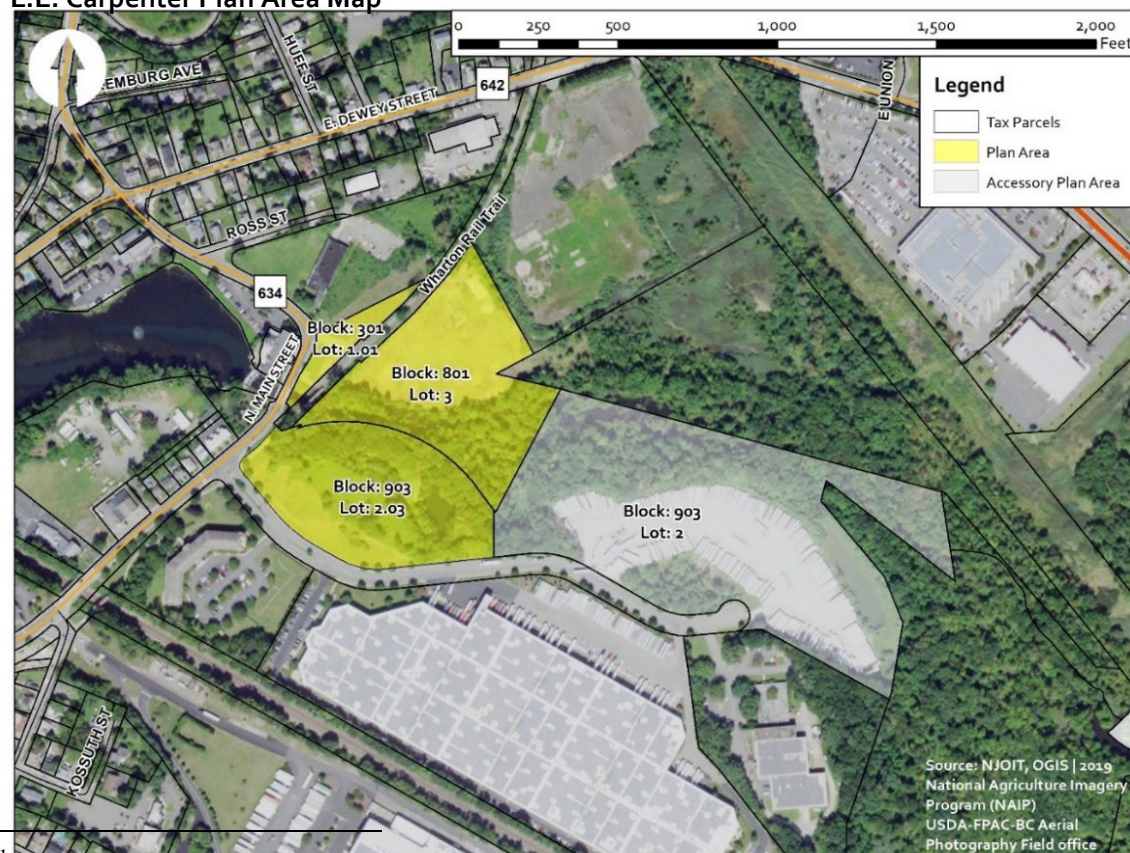 L.E. Carpenter Plan Area Map
0 250 500 1,000 1,500 2,000
Feet
Legend
Tax Parcels
Plan Area
Accessory Plan Area
HUFF ST
E. DEWEY STREET
642
E UNION
ROSS ST
Wharton Rail Trail
634
N. MAIN STREET
Block: 301
Lot: 1.01
Block: 801
Lot: 3
Block: 903
Lot: 2.03
Block: 903
Lot: 2
KOSSUTH ST
Source: NJOIT, OGIS | 2019
National Agriculture Imagery
Program (NAIP)
USDA-FPAC-BC Aerial
Photography Field office
1